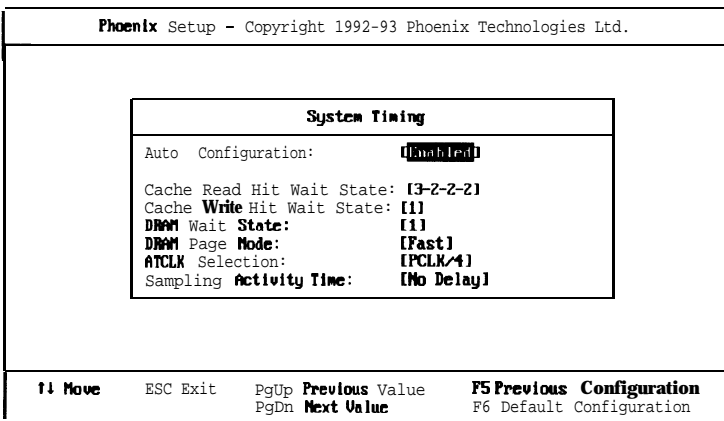 Phoenix Setup – Copyright 1992-93 Phoenix Technologies Ltd.
System Timing
Auto Configuration: [Enabled]
Cache Read Hit Wait State: [3-2-2-2]
Cache Write Hit Wait State: [1]
DRAM Wait State: [1]
DRAM Page Mode: [Fast]
ATCLK Selection: [PCLK/4]
Sampling Activity Time: [No Delay]
↑↓ Move ESC Exit PgUp Previous Value F5 Previous Configuration
PgDn Next Value F6 Default Configuration